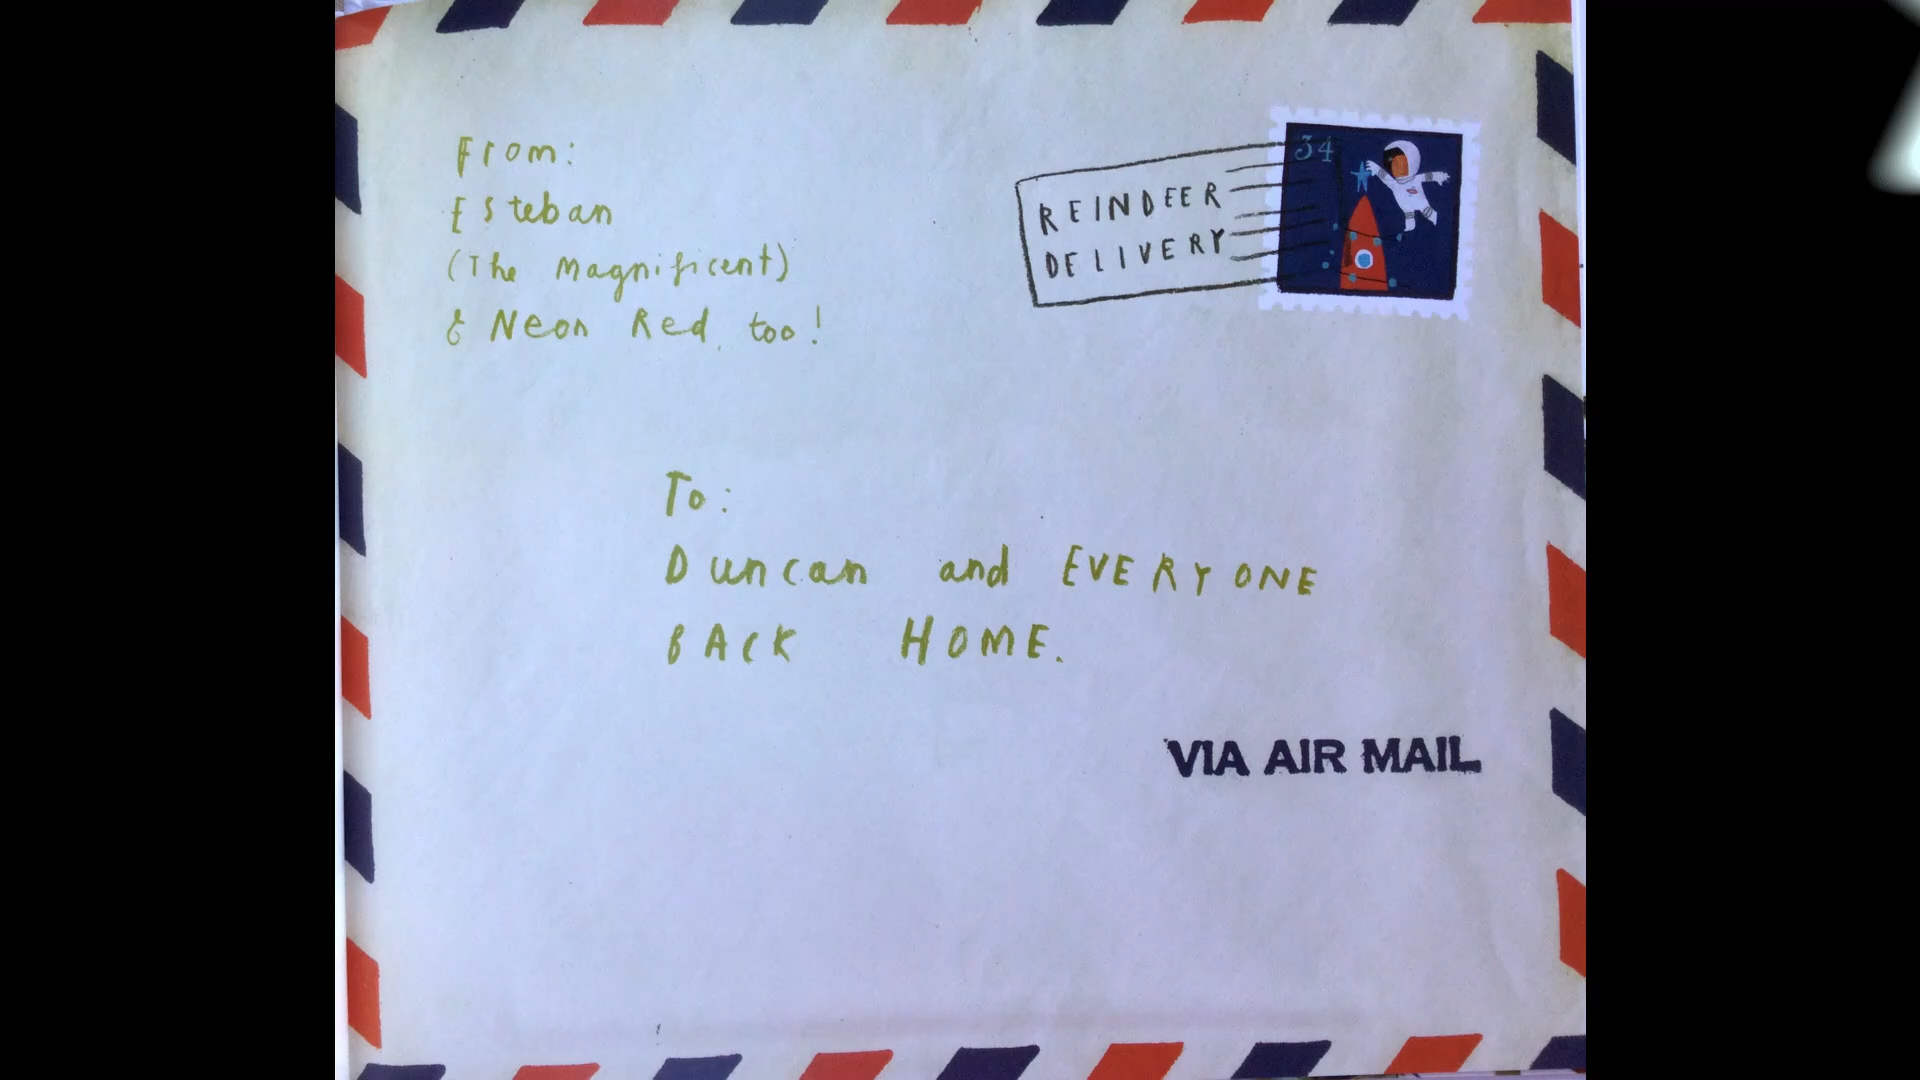 From:
Esteban
(The Magnificent)
& Neon Red too!
REINDEER
DELIVERY
34
To:
Duncan and EVERYONE
BACK HOME.
VIA AIR MAIL